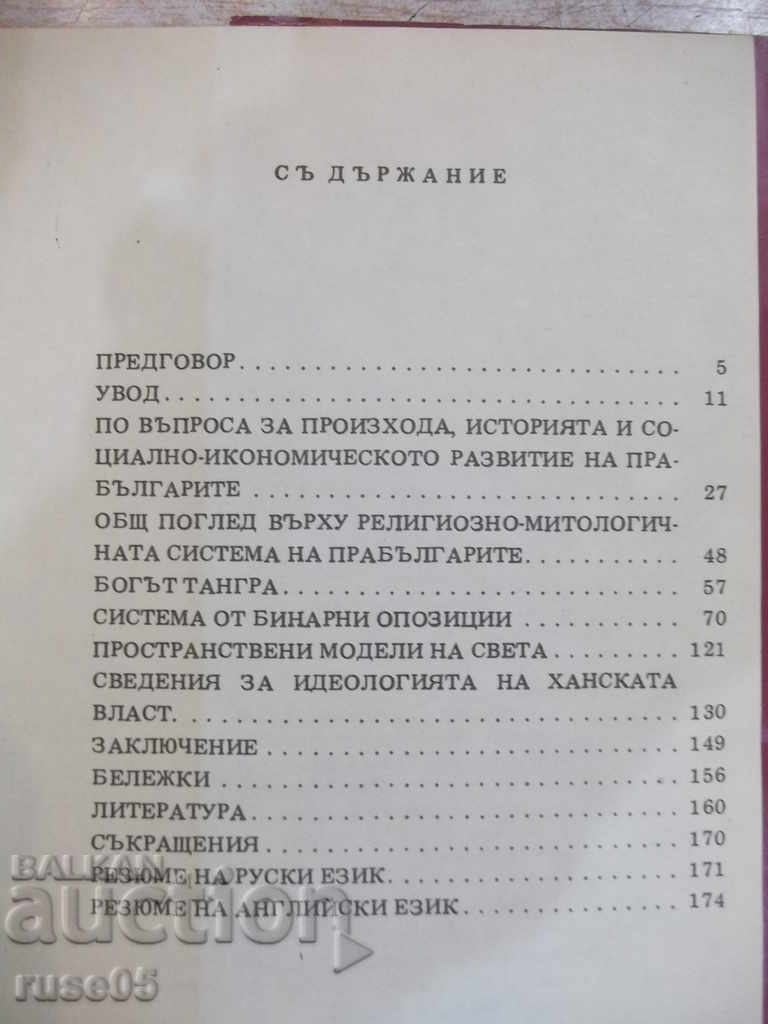 СЪДЪРЖАНИЕ
ПРЕДГОВОР. . . . . . . . . . . . . . . . . . . . . . . . . . . . 5
УВОД. . . . . . . . . . . . . . . . . . . . . . . . . . . . . . . . 11
ПО ВЪПРОСА ЗА ПРОИЗХОДА, ИСТОРИЯТА И СО-
ЦИАЛНО-ИКОНОМИЧЕСКОТО РАЗВИТИЕ НА ПРА-
БЪЛГАРИТЕ . . . . . . . . . . . . . . . . . . . . . . . . . . . 27
ОБЩ ПОГЛЕД ВЪРХУ РЕЛИГИОЗНО-МИТОЛОГИЧ-
НАТА СИСТЕМА НА ПРАБЪЛГАРИТЕ. . . . . . . . . . 48
БОГЪТ ТАНГРА. . . . . . . . . . . . . . . . . . . . . . . . . 57
СИСТЕМА ОТ БИНАРНИ ОПОЗИЦИИ . . . . . . . . . . 70
ПРОСТРАНСТВЕНИ МОДЕЛИ НА СВЕТА. . . . . . . . . 121
СВЕДЕНИЯ ЗА ИДЕОЛОГИЯТА НА ХАНСКАТА
ВЛАСТ. . . . . . . . . . . . . . . . . . . . . . . . . . . . . . . 130
ЗАКЛЮЧЕНИЕ . . . . . . . . . . . . . . . . . . . . . . . . . . 149
БЕЛЕЖКИ . . . . . . . . . . . . . . . . . . . . . . . . . . . . . 156
ЛИТЕРАТУРА. . . . . . . . . . . . . . . . . . . . . . . . . . . 160
СЪКРАЩЕНИЯ. . . . . . . . . . . . . . . . . . . . . . . . . . 170
РЕЗЮМЕ НА РУСКИ ЕЗИК. . . . . . . . . . . . . . . . . . 171
РЕЗЮМЕ НА АНГЛИЙСКИ ЕЗИК. . . . . . . . . . . . . . 174
BALKAN
auction
ruse05